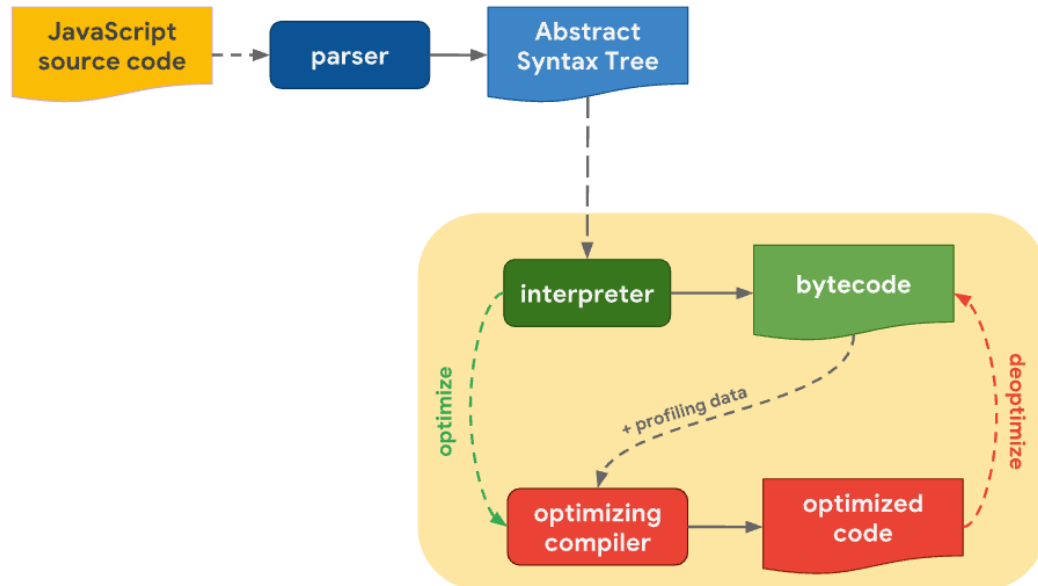 JavaScript
source code
parser
Abstract
Syntax Tree
interpreter
bytecode
optimize
+ profiling data
deoptimize
optimizing
compiler
optimized
code